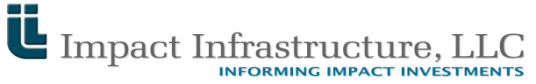 Impact Infrastructure, LLC
INFORMING IMPACT INVESTMENTS